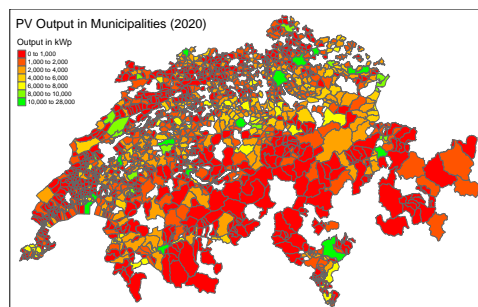 PV Output in Municipalities (2020)
Output in kWp
0 to 1,000
1,000 to 2,000
2,000 to 4,000
4,000 to 6,000
6,000 to 8,000
8,000 to 10,000
10,000 to 28,000